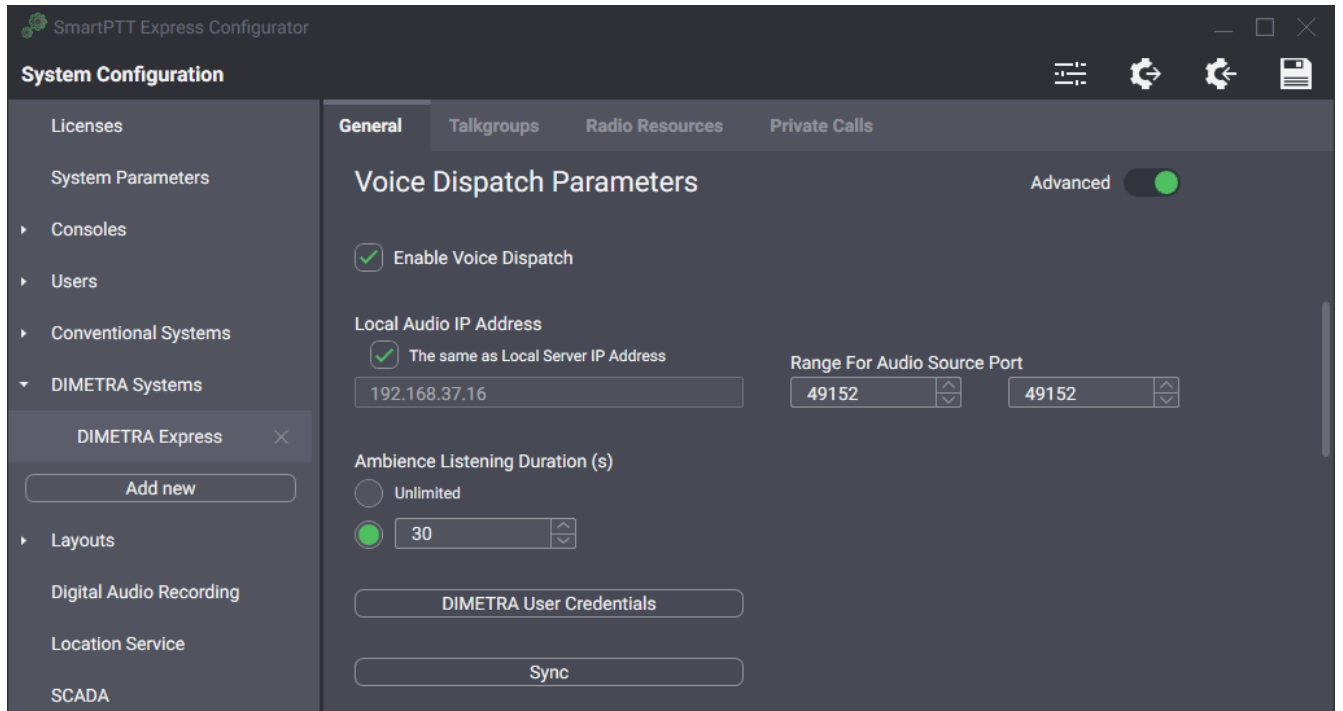 SmartPTT Express Configurator
System Configuration
Licenses
System Parameters
Consoles
Users
Conventional Systems
DIMETRA Systems
DIMETRA Express
Add new
Layouts
Digital Audio Recording
Location Service
SCADA
General Talkgroups Radio Resources Private Calls
Voice Dispatch Parameters
Advanced
Enable Voice Dispatch
Local Audio IP Address
The same as Local Server IP Address
192.168.37.16
Range For Audio Source Port
49152 49152
Ambience Listening Duration (s)
Unlimited
30
DIMETRA User Credentials
Sync